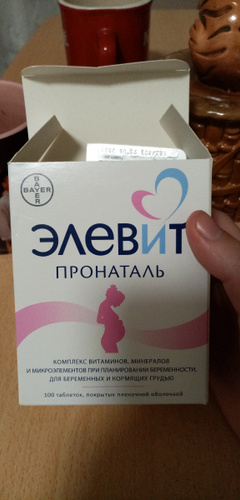 BAYER
BAYER
ЭЛЕВИТ
ПРОНАТАЛЬ
КОМПЛЕКС ВИТАМИНОВ, МИНЕРАЛОВ
И МИКРОЭЛЕМЕНТОВ ПРИ ПЛАНИРОВАНИИ БЕРЕМЕННОСТИ,
ДЛЯ БЕРЕМЕННЫХ И КОРМЯЩИХ ГРУДЬЮ
100 таблеток, покрытых пленочной оболочкой